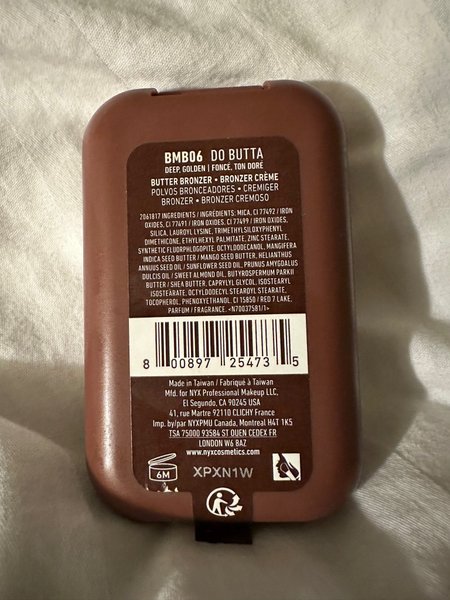 BMB06 DO BUTTA
DEEP, GOLDEN | FONCE, TON DORÉ
BUTTER BRONZER • BRONZER CRÈME
POLVOS BRONCEADORES • CREMIGER
BRONZER • BRONZER CREMOSO
2061817 INGREDIENTS / INGRÉDIENTS: MICA, CI 77492 / IRON
OXIDES, CI 77491 / IRON OXIDES, CI 77499 / IRON OXIDES,
SILICA, LAUROYL LYSINE, TRIMETHYLSILOXYPHENYL
DIMETHICONE, ETHYLHEXYL PALMITATE, ZINC STEARATE,
SYNTHETIC FLUORPHLOGOPITE, OCTYLDODECANOL, MANGIFERA
INDICA SEED BUTTER / MANGO SEED BUTTER, HELIANTHUS
ANNUUS SEED OIL / SUNFLOWER SEED OIL, PRUNUS AMYGDALUS
DULCIS OIL / SWEET ALMOND OIL, BUTYROSPERMUM PARKII
BUTTER / SHEA BUTTER, CAPRYLYL GLYCOL, ISOSTEARYL
ISOSTEARATE, OCTYLDODECYL STEAROYL STEARATE,
TOCOPHEROL, PHENOXYETHANOL, CI 15850 / RED 7 LAKE,
PARFUM / FRAGRANCE. <N70037581/1>
8 00897 25473 5
Made in Taiwan / Fabriqué à Taiwan
Mfd. for NYX Professional Makeup LLC,
El Segundo, CA 90245 USA
41, rue Martre 92110 CLICHY France
Imp. by/par NYXPMU Canada, Montreal H4T 1K5
TSA 75000 93584 ST OUEN CEDEX FR
LONDON W6 8AZ
www.nyxcosmetics.com
6M
XPXN1W